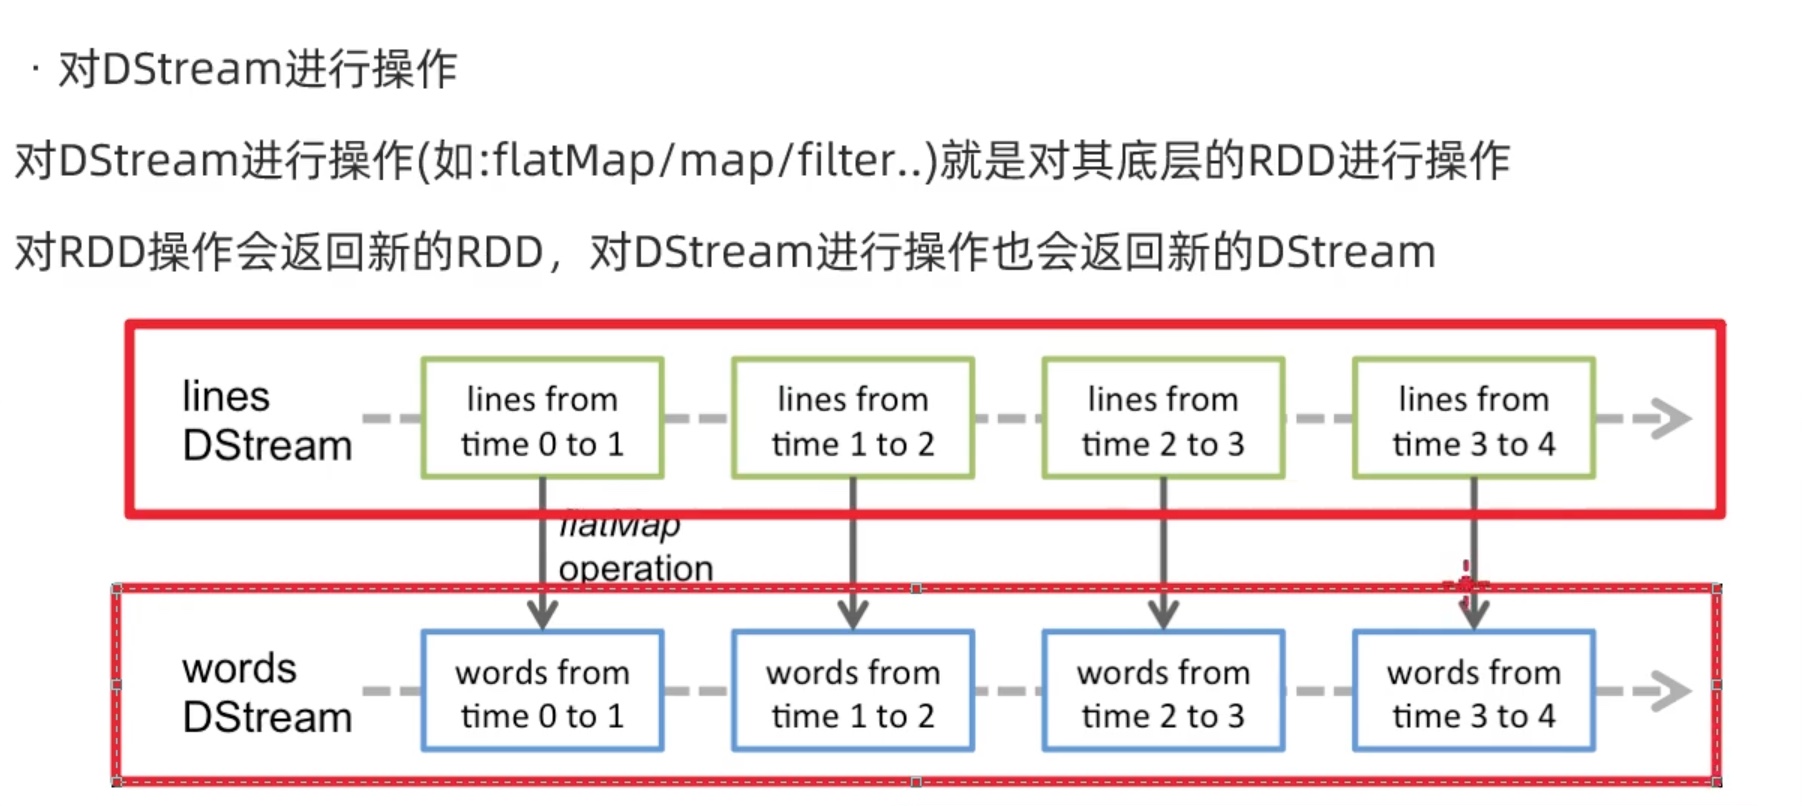 · 对DStream进行操作
对DStream进行操作(如:flatMap/map/filter..)就是对其底层的RDD进行操作
对RDD操作会返回新的RDD，对DStream进行操作也会返回新的DStream
lines
DStream
lines from
time 0 to 1
lines from
time 1 to 2
lines from
time 2 to 3
lines from
time 3 to 4
flatMap
operation
words
DStream
words from
time 0 to 1
words from
time 1 to 2
words from
time 2 to 3
words from
time 3 to 4